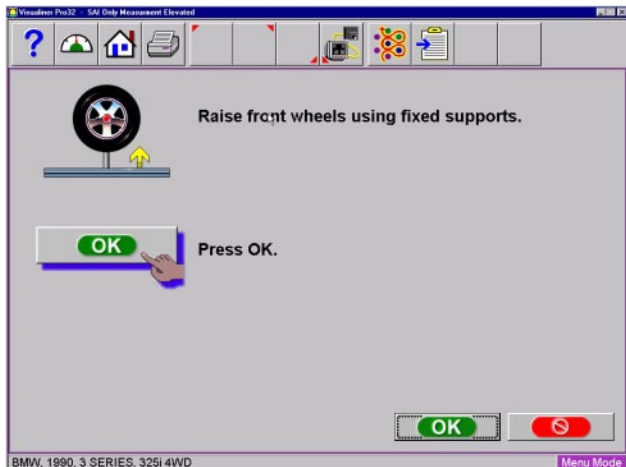 Visualiner Pro32 - SAI Only Measurment Elevated
?
Raise front wheels using fixed supports.
OK
Press OK.
OK
BMW, 1990, 3 SERIES, 325i 4WD
Menu Mode